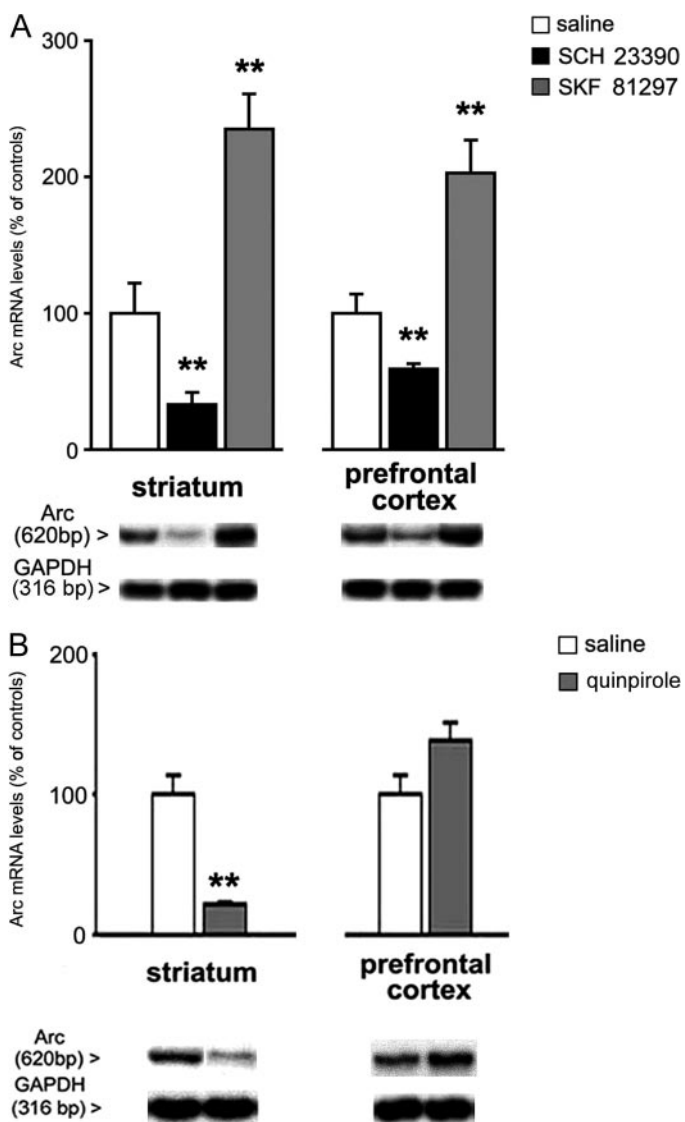 A
saline
SCH 23390
SKF 81297
Arc mRNA levels (% of controls)
300
200
100
0
**
**
**
**
striatum
prefrontal
cortex
Arc
(620bp) >
GAPDH
(316 bp) >
B
saline
quinpirole
Arc mRNA levels (% of controls)
200
100
0
**
striatum
prefrontal
cortex
Arc
(620bp) >
GAPDH
(316 bp) >